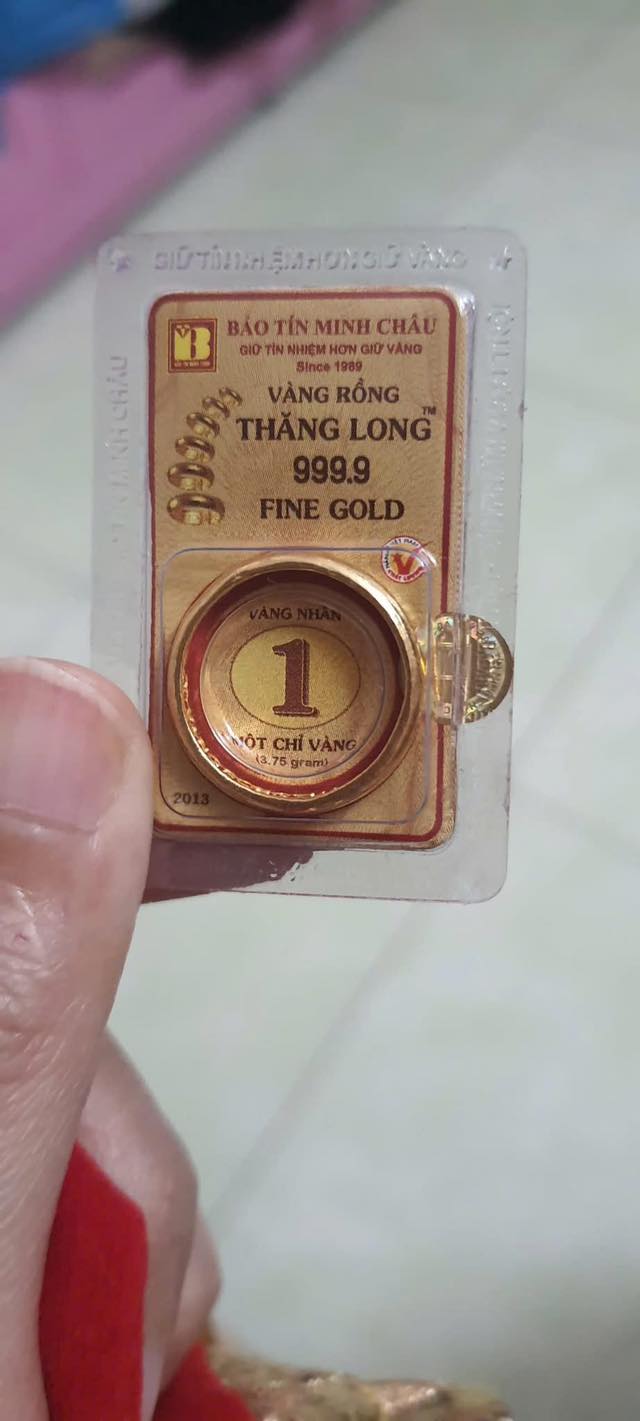 BẢO TÍN MINH CHÂU
GIỮ TÍN NHIỆM HƠN GIỮ VÀNG
Since 1989
VÀNG RỒNG
THĂNG LONG™
999.9
FINE GOLD
VÀNG NHẪN
1
MỘT CHỈ VÀNG
(3.75 gram)
2013